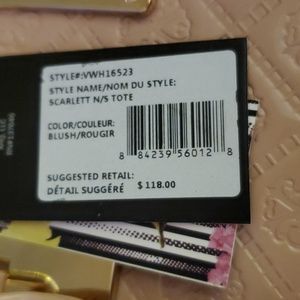 STYLE#:VWH16523
STYLE NAME/NOM DU STYLE:
SCARLETT N/S TOTE
COLOR/COULEUR:
BLUSH/ROUGIR
8 84239 56012 8
SUGGESTED RETAIL:
DÉTAIL SUGGÉRÉ
$ 118.00